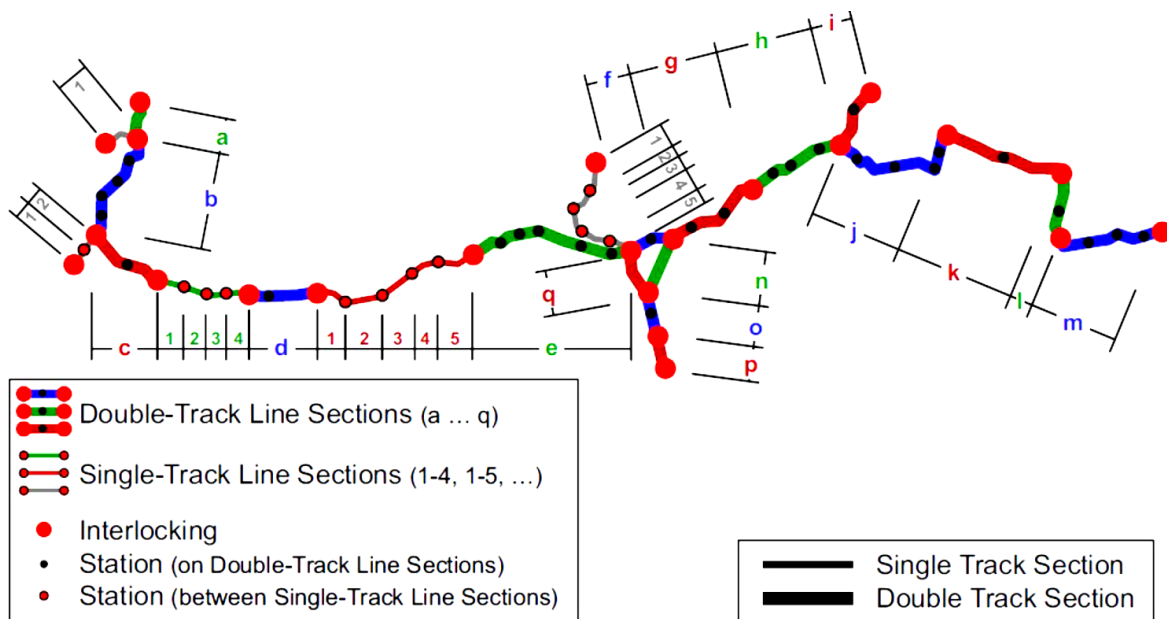 i
h
g
f
1
a
1
2
3
4
5
b
1
2
j
n
k
q
l
o
m
c
1
2
3
4
d
1
2
3
4
5
e
p
Double-Track Line Sections (a ... q)
Single-Track Line Sections (1-4, 1-5, ...)
Interlocking
Station (on Double-Track Line Sections)
Station (between Single-Track Line Sections)
Single Track Section
Double Track Section